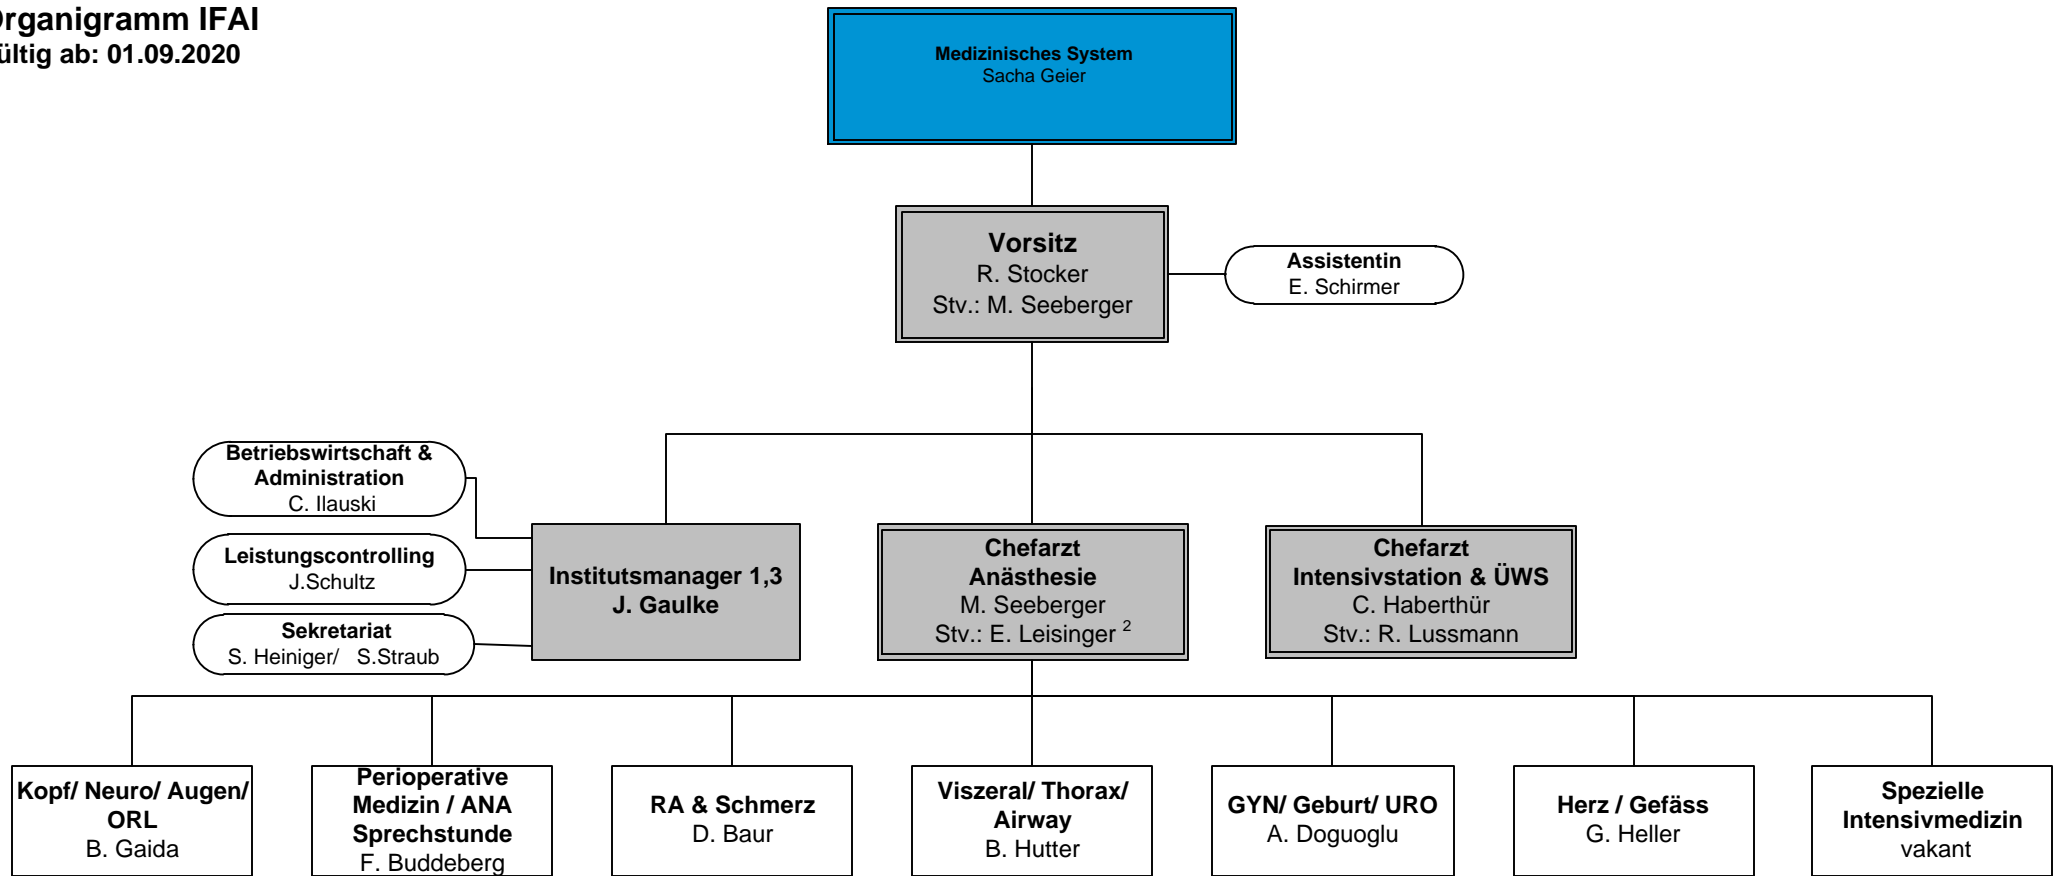 Organigramm IFAI
ültig ab: 01.09.2020
Medizinisches System
Sacha Geier
Vorsitz
R. Stocker
Stv.: M. Seeberger
Assistentin
E. Schirmer
Betriebswirtschaft &
Administration
C. Ilauski
Leistungscontrolling
J.Schultz
Sekretariat
S. Heiniger/ S.Straub
Institutsmanager 1,3
J. Gaulke
Chefarzt
Anästhesie
M. Seeberger
Stv.: E. Leisinger 2
Chefarzt
Intensivstation & ÜWS
C. Haberthür
Stv.: R. Lussmann
Kopf/ Neuro/ Augen/
ORL
B. Gaida
Perioperative
Medizin / ANA
Sprechstunde
F. Buddeberg
RA & Schmerz
D. Baur
Viszeral/ Thorax/
Airway
B. Hutter
GYN/ Geburt/ URO
A. Doguoglu
Herz / Gefäss
G. Heller
Spezielle
Intensivmedizin
vakant